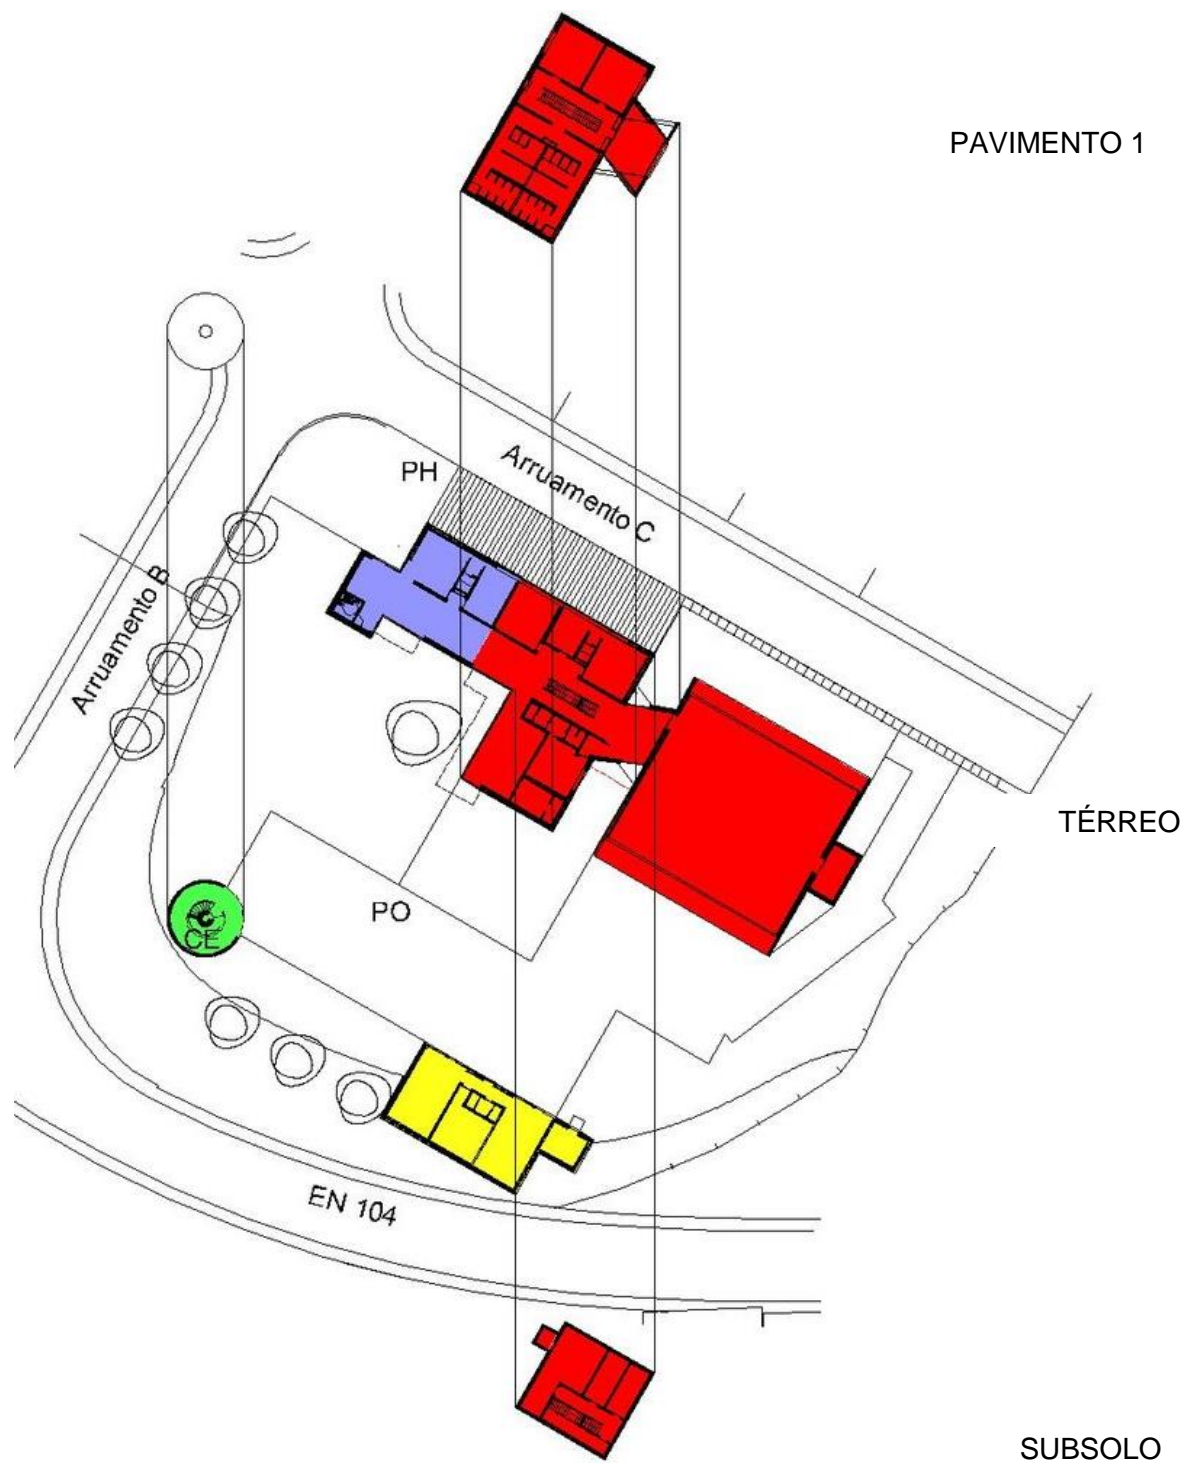 PAVIMENTO 1
PH
Arruamento C
Arruamento B
TÉRREO
PO
CE
EN 104
SUBSOLO